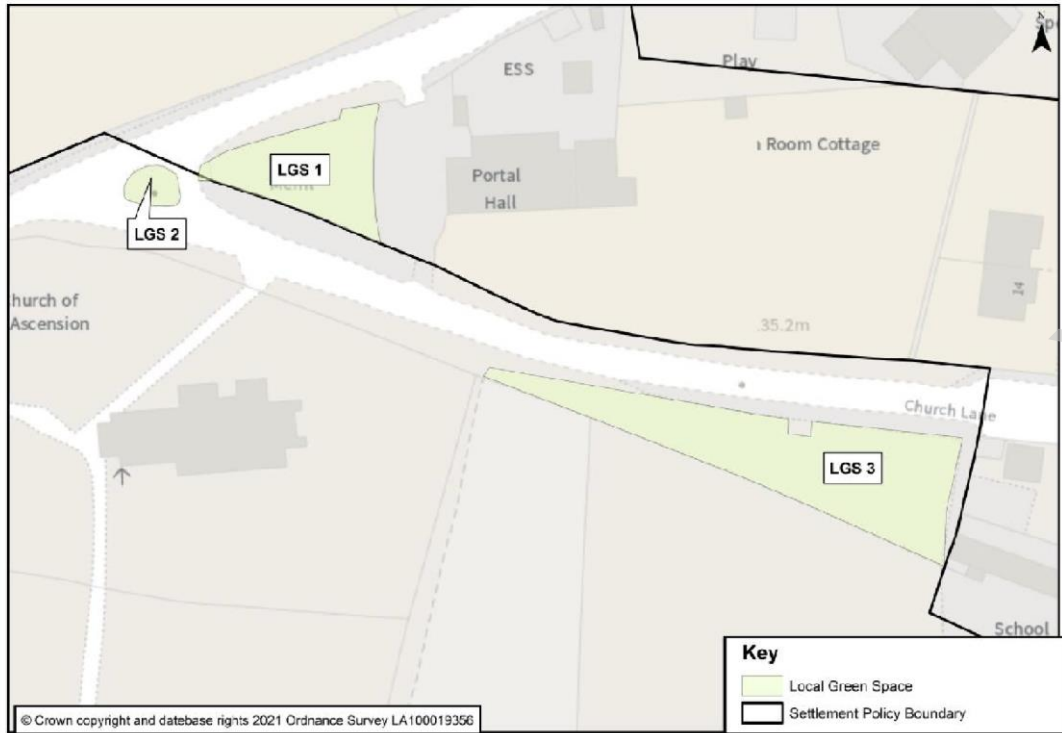 N
ESS
Play
Sp
LGS 1
Portal
Hall
Room Cottage
LGS 2
hurch of
Ascension
14
35.2m
Church Lane
LGS 3
School
Key
Local Green Space
Settlement Policy Boundary
© Crown copyright and datebase rights 2021 Ordnance Survey LA100019356